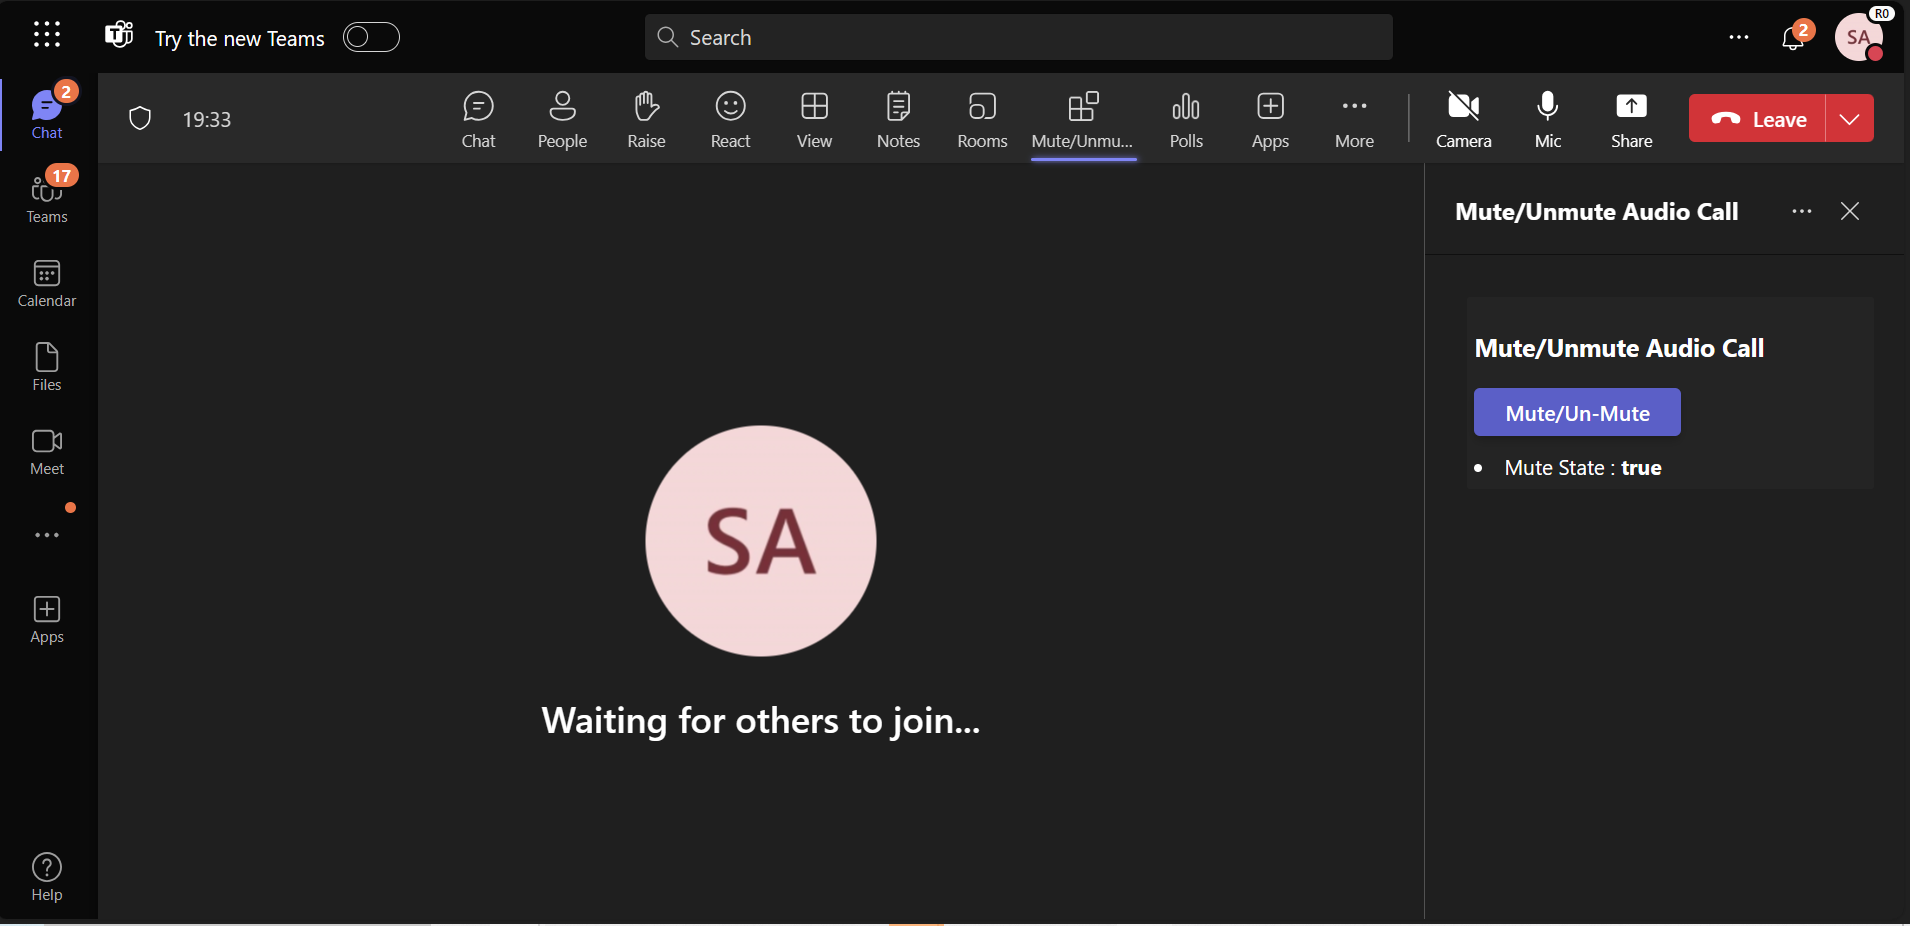 Try the new Teams
Search
2
SA
R0
2
Chat
17
Teams
Calendar
Files
Meet
Apps
Help
19:33
Chat
People
Raise
React
View
Notes
Rooms
Mute/Unmu...
Polls
Apps
More
Camera
Mic
Share
Leave
SA
Waiting for others to join...
Mute/Unmute Audio Call
Mute/Unmute Audio Call
Mute/Un-Mute
• Mute State : true